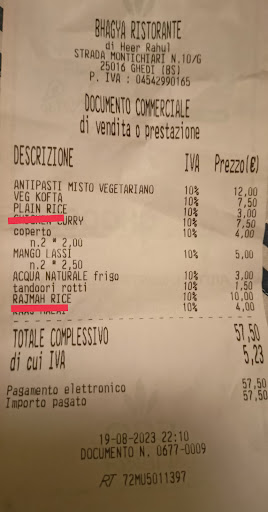 BHAGYA RISTORANTE
di Heer Rahul
STRADA MONTICHIARI N.10/G
25016 GHEDI (BS)
P. IVA : 04542990165
DOCUMENTO COMMERCIALE
di vendita o prestazione
DESCRIZIONE IVA Prezzo(€)
ANTIPASTI MISTO VEGETARIANO 10% 12,00
VEG KOFTA 10% 7,50
PLAIN RICE 10% 3,00
CHICKEN CURRY 10% 7,50
coperto 10% 4,00
n.2 * 2,00
MANGO LASSI 10% 5,00
n.2 * 2,50
ACQUA NATURALE frigo 10% 3,00
tandoori rotti 10% 1,50
RAJMAH RICE 10% 10,00
10% 4,00
TOTALE COMPLESSIVO 57,50
di cui IVA 5,23
Pagamento elettronico 57,50
Importo pagato 57,50
19-08-2023 22:10
DOCUMENTO N. 0677-0009
RT 72MU5011397